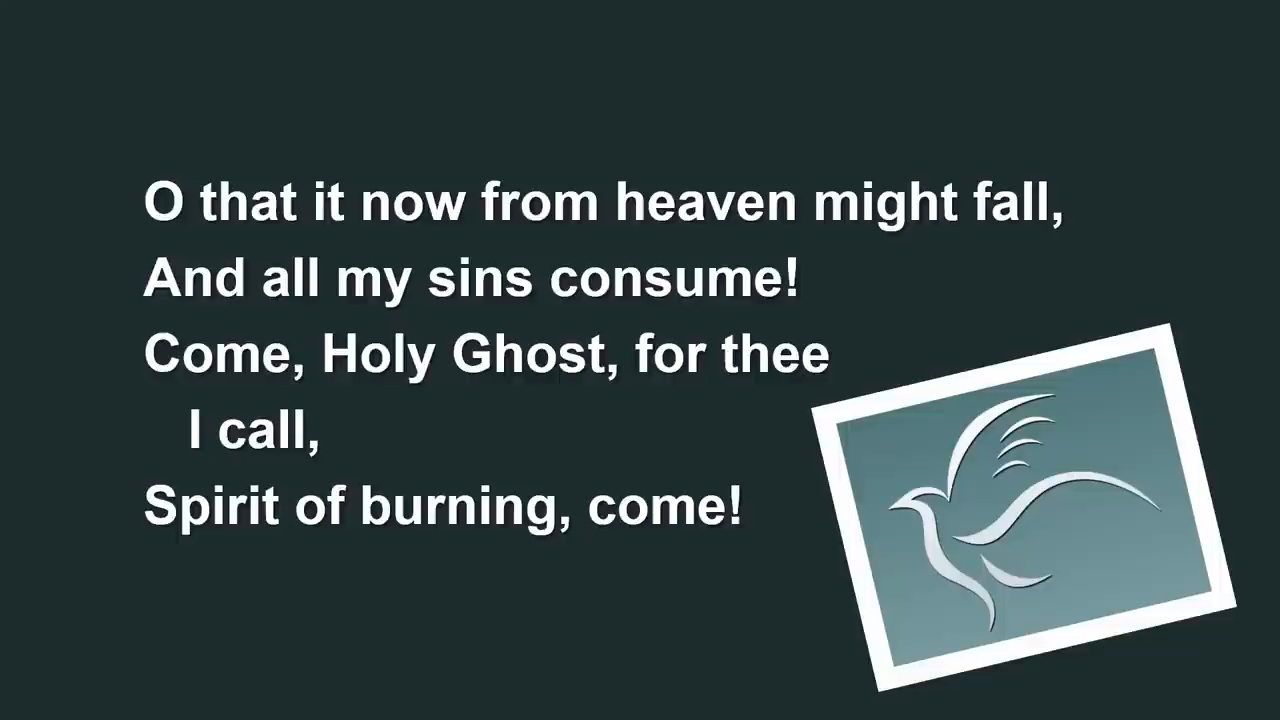 O that it now from heaven might fall,
And all my sins consume!
Come, Holy Ghost, for thee
I call,
Spirit of burning, come!